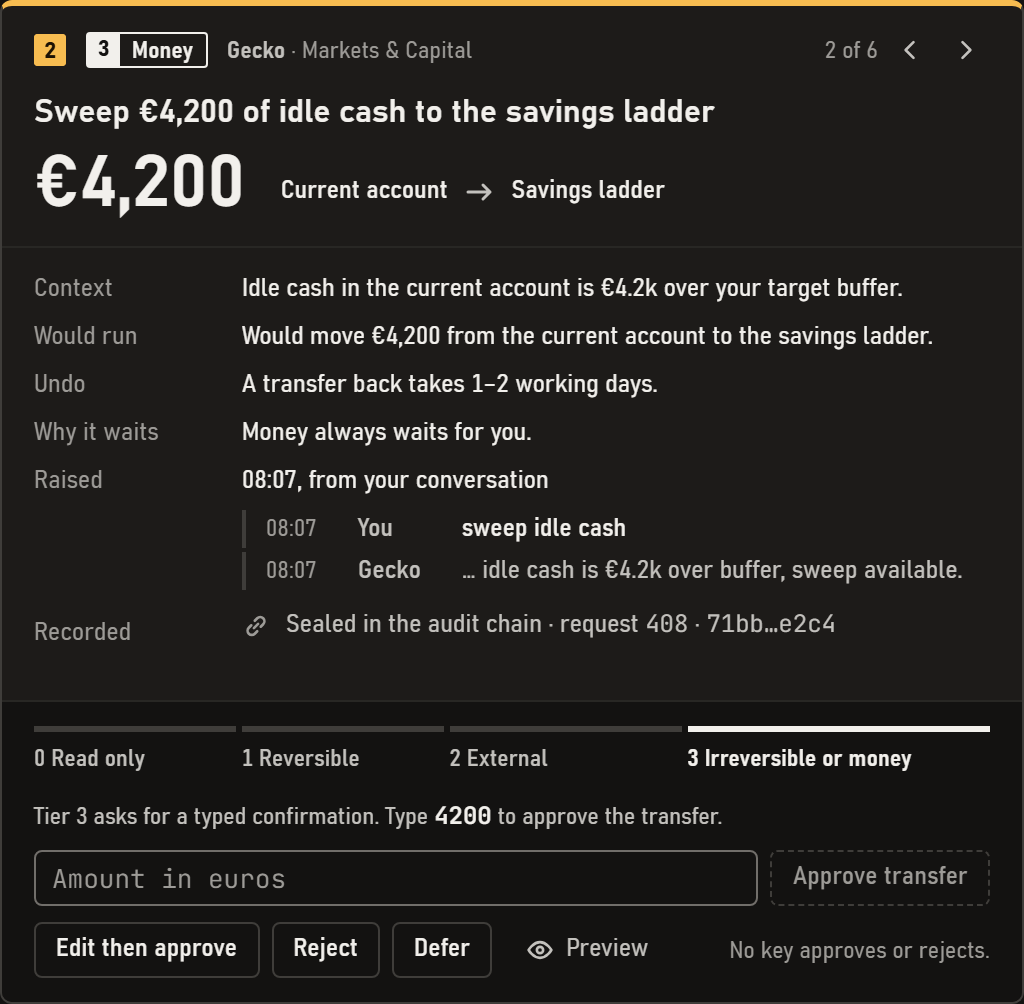 2 3 Money Gecko · Markets & Capital 2 of 6
Sweep €4,200 of idle cash to the savings ladder
€4,200 Current account → Savings ladder
Context Idle cash in the current account is €4.2k over your target buffer.
Would run Would move €4,200 from the current account to the savings ladder.
Undo A transfer back takes 1–2 working days.
Why it waits Money always waits for you.
Raised 08:07, from your conversation
08:07 You sweep idle cash
08:07 Gecko … idle cash is €4.2k over buffer, sweep available.
Recorded Sealed in the audit chain · request 408 · 71bb…e2c4
0 Read only 1 Reversible 2 External 3 Irreversible or money
Tier 3 asks for a typed confirmation. Type 4200 to approve the transfer.
Amount in euros Approve transfer
Edit then approve Reject Defer Preview No key approves or rejects.